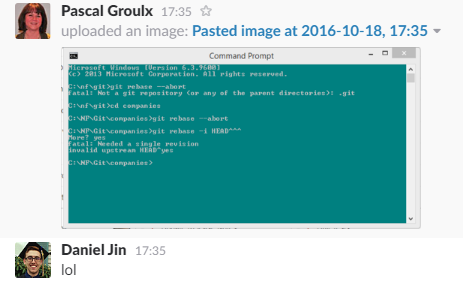 Pascal Groulx 17:35
uploaded an image: Pasted image at 2016-10-18, 17:35
Command Prompt
Microsoft Windows [Version 6.3.9600]
(c) 2013 Microsoft Corporation. All rights reserved.
C:\nf\git>git rebase --abort
fatal: Not a git repository (or any of the parent directories): .git
C:\nf\git>cd companies
C:\NP\Git\companies>git rebase --abort
C:\NP\Git\companies>git rebase -i HEAD^^^
More? yes
fatal: Needed a single revision
invalid upstream HEAD^yes
C:\NP\Git\companies>
Daniel Jin 17:35
lol